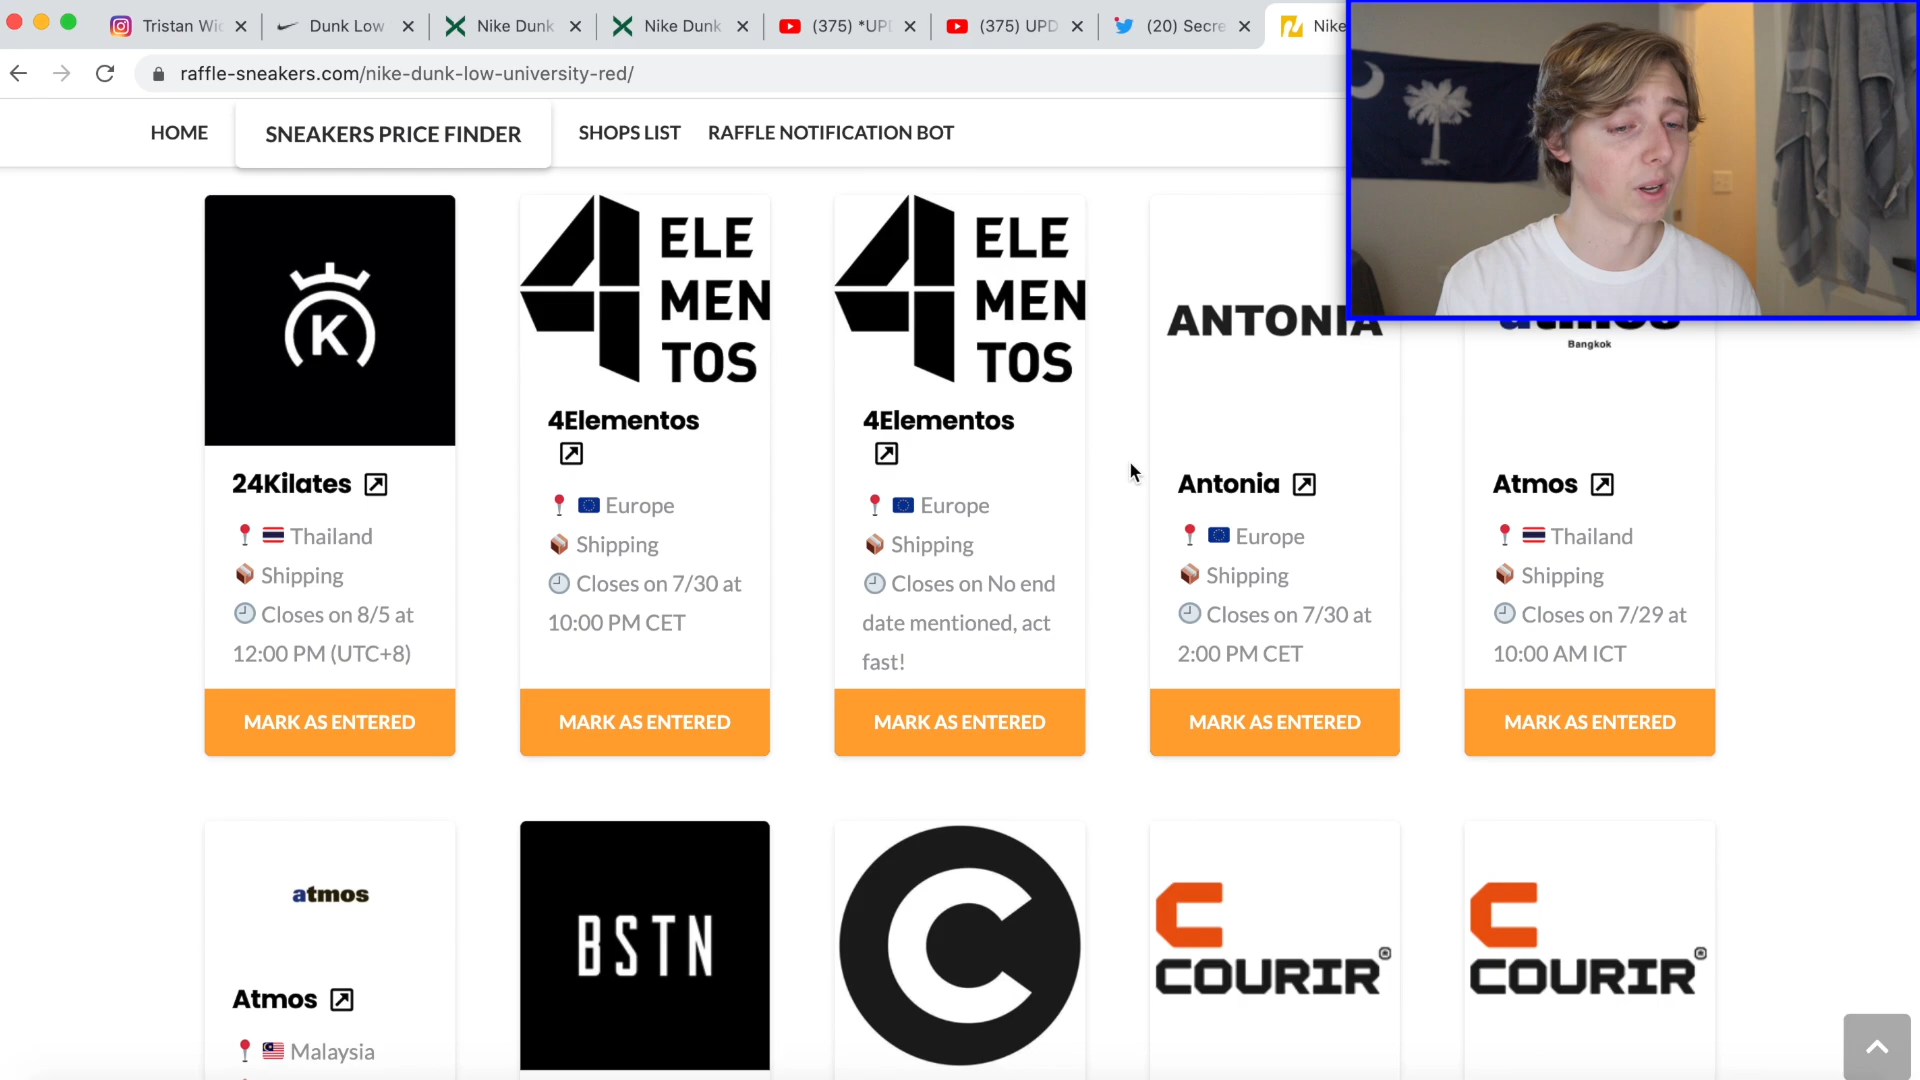 Tristan Wi
Dunk Low
Nike Dunk
Nike Dunk
(375) *UP
(375) UPD
(20) Secre
Nike
raffle-sneakers.com/nike-dunk-low-university-red/
HOME
SNEAKERS PRICE FINDER
SHOPS LIST
RAFFLE NOTIFICATION BOT
K
4 ELE
MEN
TOS
4 ELE
MEN
TOS
ANTONIA
atmos
Bangkok
24Kilates
Thailand
Shipping
Closes on 8/5 at
12:00 PM (UTC+8)
MARK AS ENTERED
4Elementos
Europe
Shipping
Closes on 7/30 at
10:00 PM CET
MARK AS ENTERED
4Elementos
Europe
Shipping
Closes on No end
date mentioned, act
fast!
MARK AS ENTERED
Antonia
Europe
Shipping
Closes on 7/30 at
2:00 PM CET
MARK AS ENTERED
Atmos
Thailand
Shipping
Closes on 7/29 at
10:00 AM ICT
MARK AS ENTERED
atmos
Atmos
Malaysia
BSTN
C
C
COURIR
C
COURIR